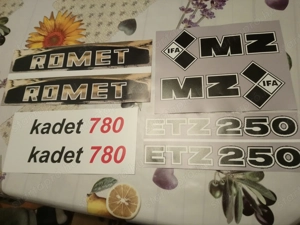 ROMET
ROMET
kadet 780
kadet 780
IFA MZ
MZ IFA
ETZ 250
ETZ 250